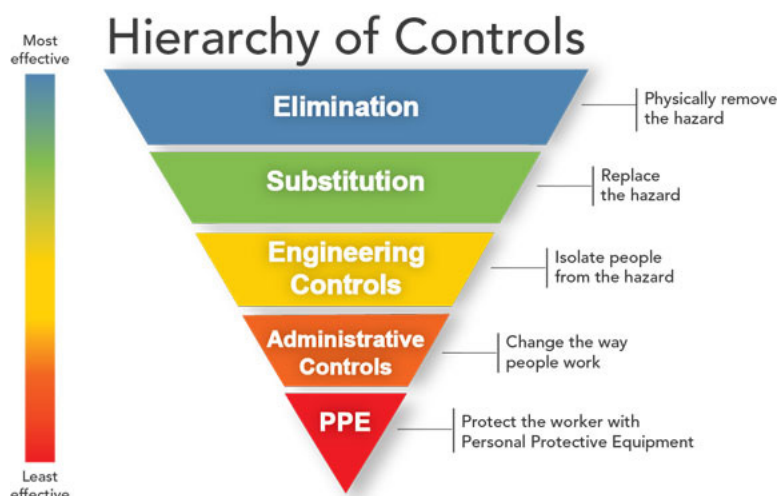 Hierarchy of Controls
Most
effective
Elimination
Physically remove
the hazard
Substitution
Replace
the hazard
Engineering
Controls
Isolate people
from the hazard
Administrative
Controls
Change the way
people work
PPE
Protect the worker with
Personal Protective Equipment
Least
effective